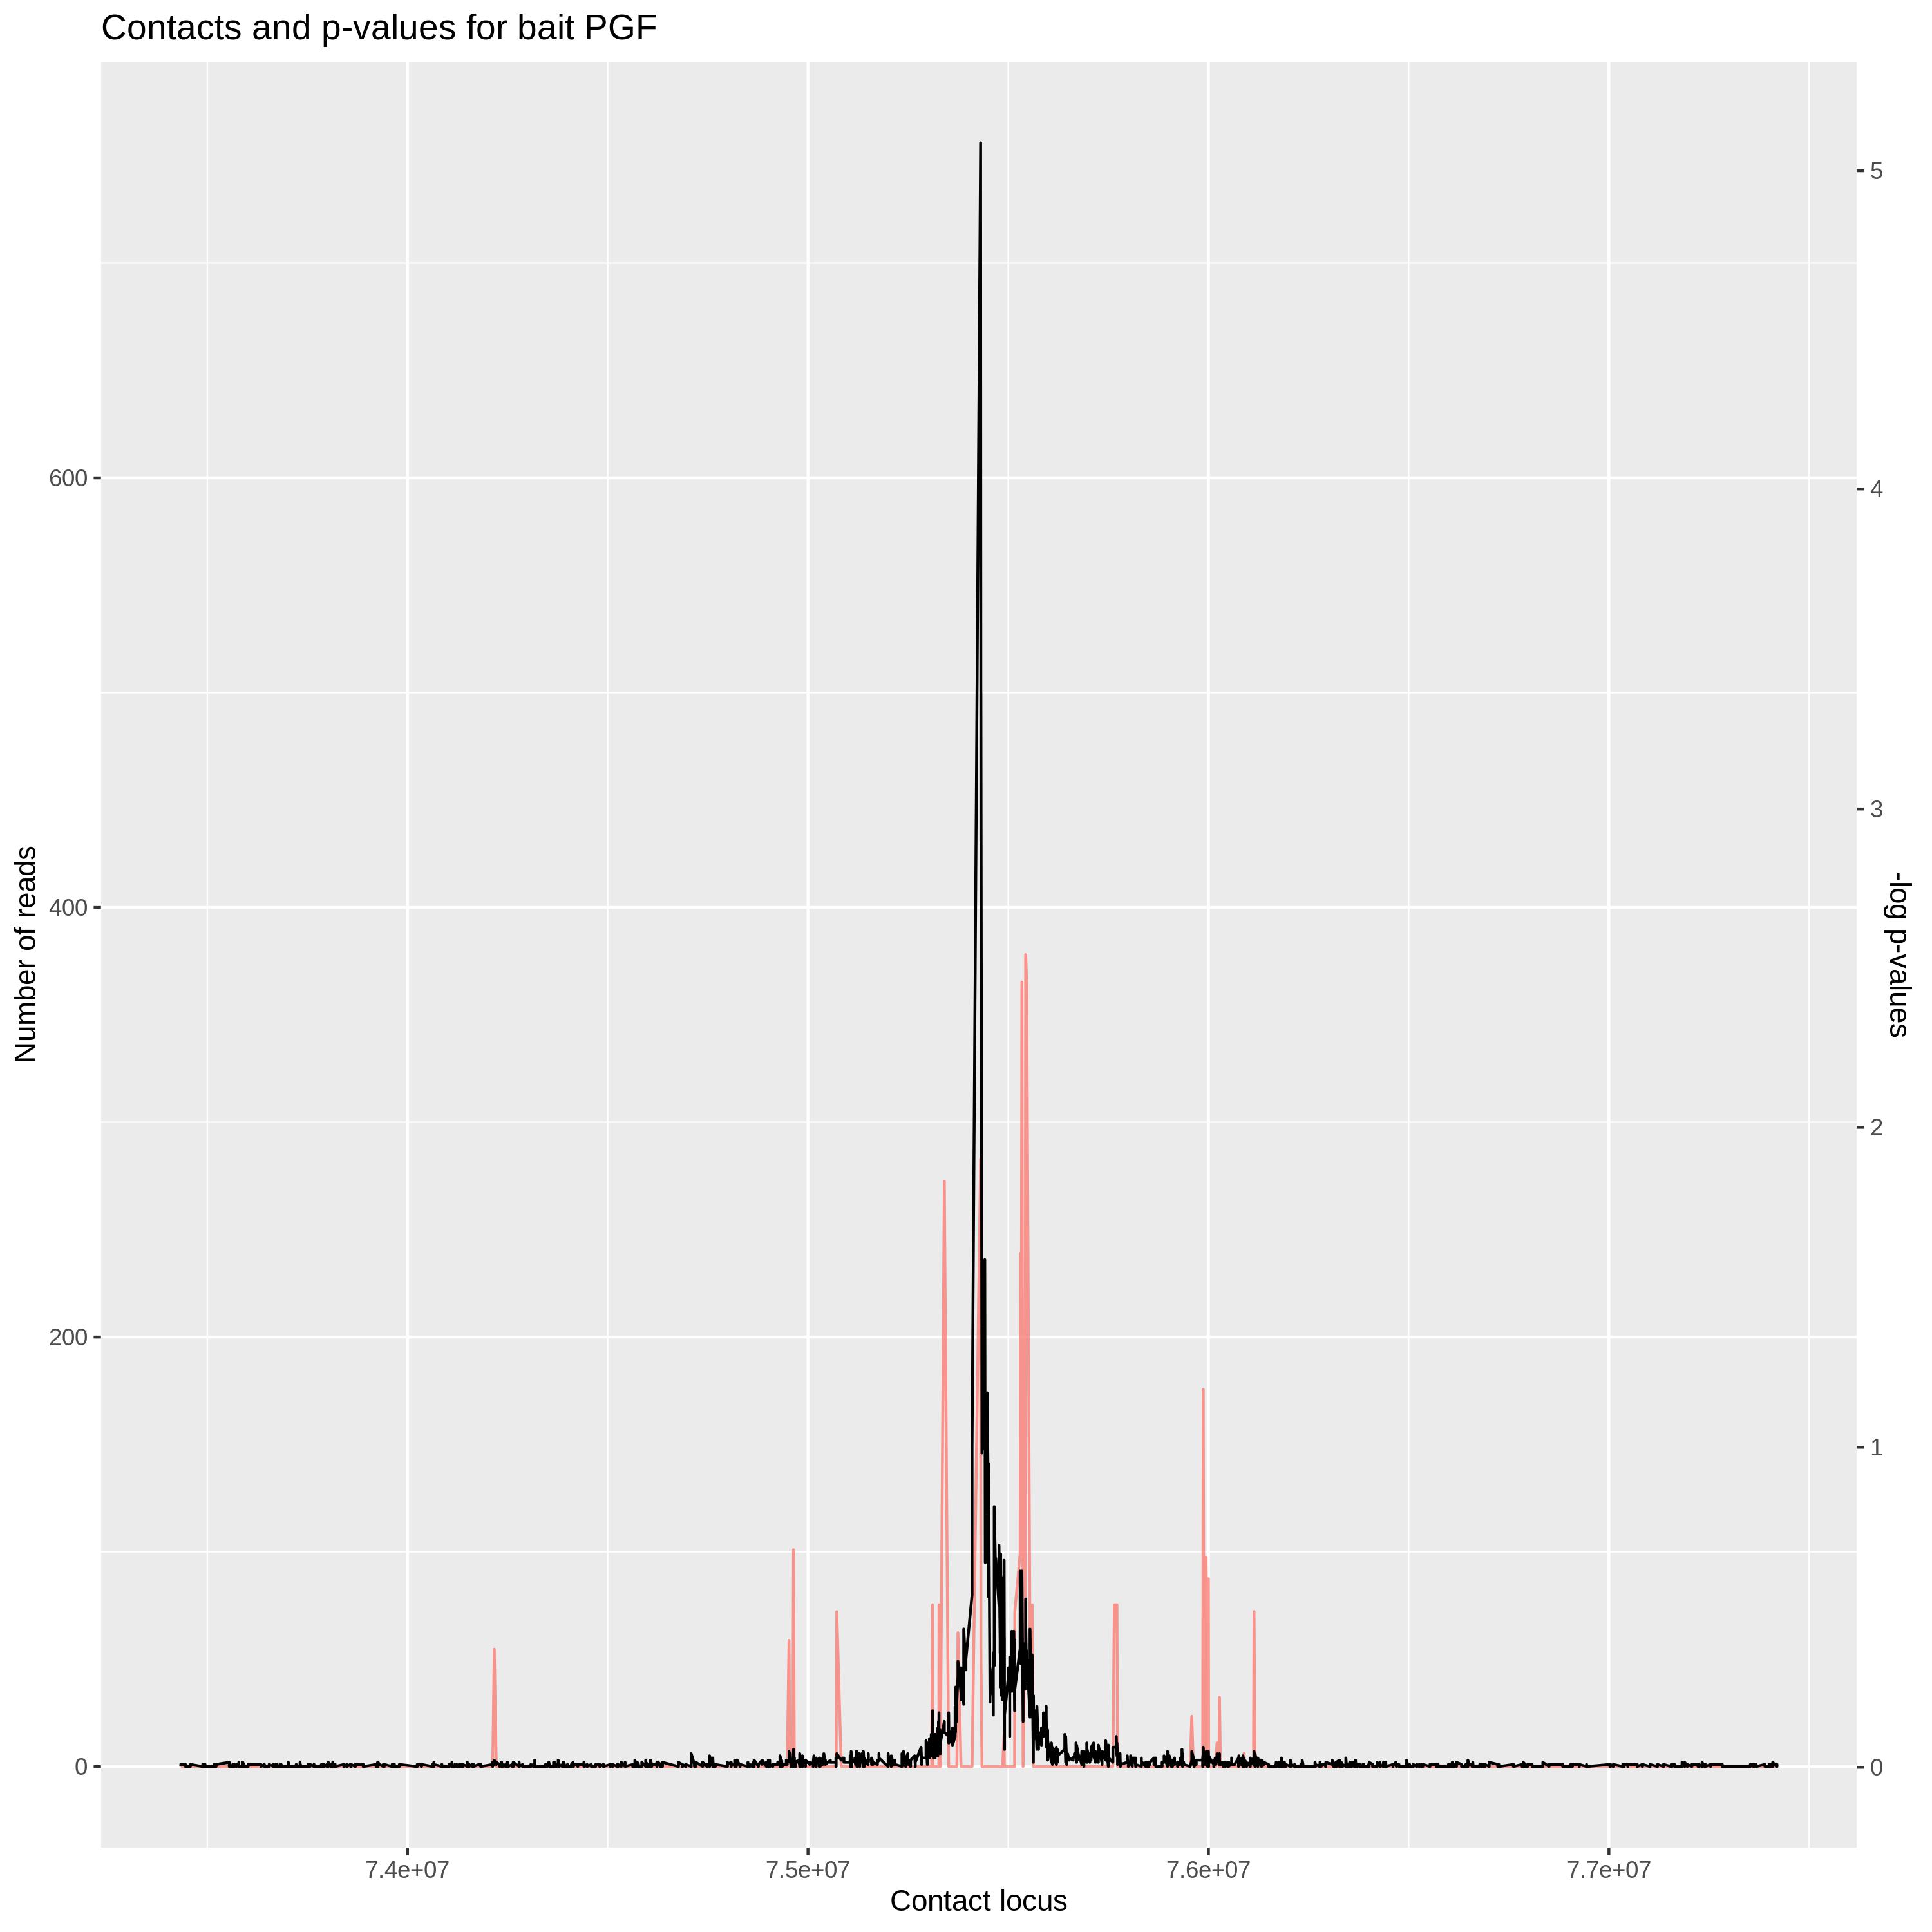 Contacts and p-values for bait PGF
Number of reads
600
400
200
0
5
4
3
2
1
0
-log p-values
7.4e+07 7.5e+07 7.6e+07 7.7e+07
Contact locus